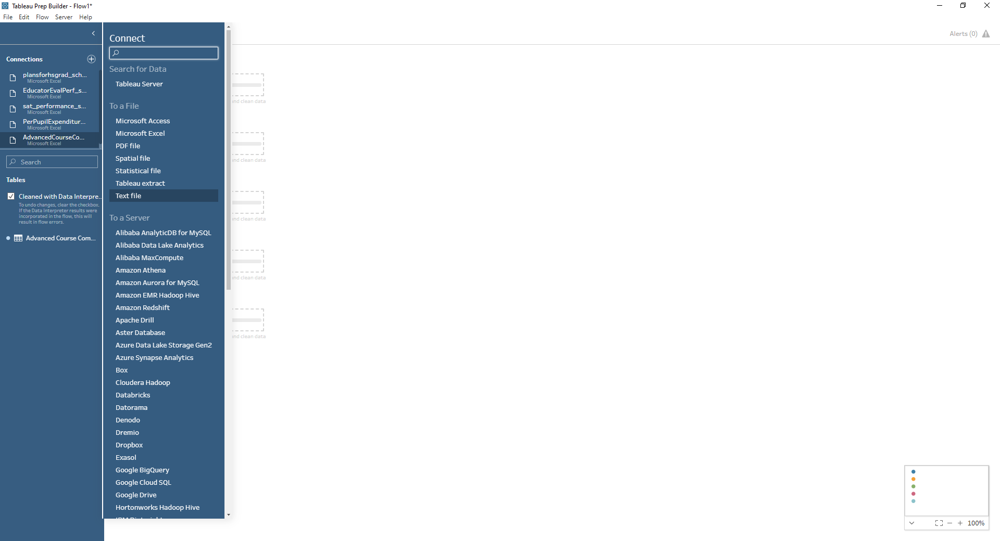 Tableau Prep Builder - Flow1*
File Edit Flow Server Help
Alerts (0)
Connections
plansforhsgrad_sch...
Microsoft Excel
EducatorEvalPerf_s...
Microsoft Excel
sat_performance_s...
Microsoft Excel
PerPupilExpenditur...
Microsoft Excel
AdvancedCourseCo...
Microsoft Excel
Search
Tables
Cleaned with Data Interpre...
To undo changes, clear the checkbox.
If the Data Interpreter results were
incorporated in the flow, this will
result in flow errors.
Advanced Course Com...
Connect
Search for Data
Tableau Server
To a File
Microsoft Access
Microsoft Excel
PDF file
Spatial file
Statistical file
Tableau extract
Text file
To a Server
Alibaba AnalyticDB for MySQL
Alibaba Data Lake Analytics
Alibaba MaxCompute
Amazon Athena
Amazon Aurora for MySQL
Amazon EMR Hadoop Hive
Amazon Redshift
Apache Drill
Aster Database
Azure Data Lake Storage Gen2
Azure Synapse Analytics
Box
Cloudera Hadoop
Databricks
Datorama
Denodo
Dremio
Dropbox
Exasol
Google BigQuery
Google Cloud SQL
Google Drive
Hortonworks Hadoop Hive
clean data
clean data
clean data
clean data
clean data
100%